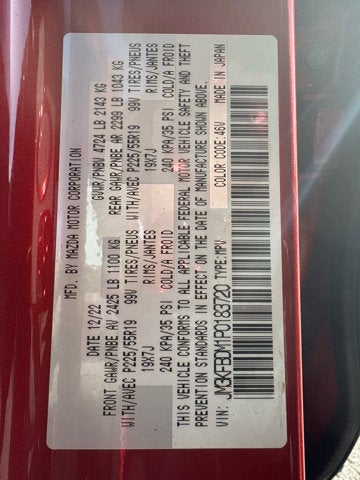 MFD. BY MAZDA MOTOR CORPORATION
DATE 12/22 GVWR/PNBV 4724 LB 2143 KG
FRONT GAWR/PNBE AV 2425 LB 1100 KG REAR GAWR/PNBE AR 2299 LB 1043 KG
WITH/AVEC P225/55R19 99V TIRES/PNEUS WITH/AVEC P225/55R19 99V TIRES/PNEUS
19X7J RIMS/JANTES 19X7J RIMS/JANTES
240 KPA/35 PSI COLD/A FROID 240 KPA/35 PSI COLD/A FROID
THIS VEHICLE CONFORMS TO ALL APPLICABLE FEDERAL MOTOR VEHICLE SAFETY AND THEFT
PREVENTION STANDARDS IN EFFECT ON THE DATE OF MANUFACTURE SHOWN ABOVE.
VIN: JM3KFBDM1P0183720 TYPE:MPV COLOR CODE:46V MADE IN JAPAN